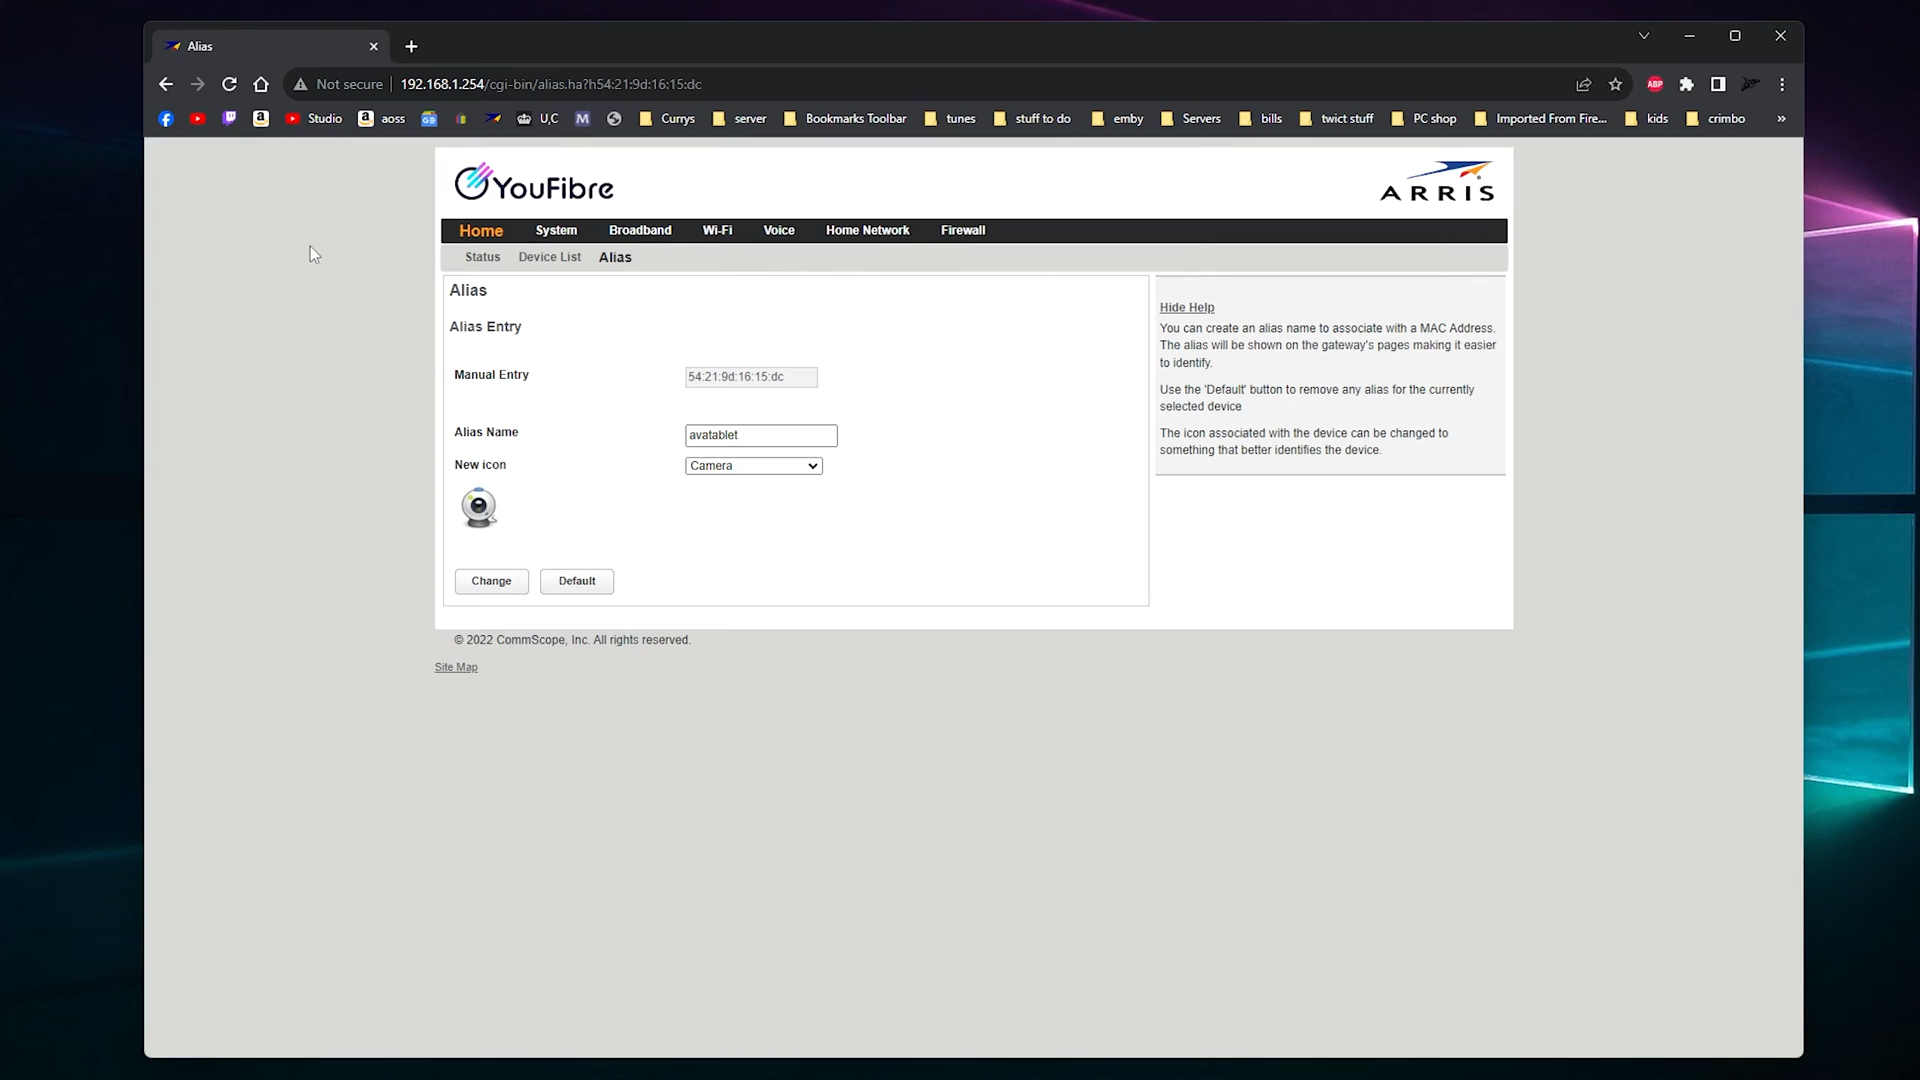 Alias
Not secure
192.168.1.254/cgi-bin/alias.ha?h54:21:9d:16:15:dc
ABP
Studio
aoss
GB
U,C
M
Currys
server
Bookmarks Toolbar
tunes
stuff to do
emby
Servers
bills
twict stuff
PC shop
Imported From Fire...
kids
crimbo
»
YouFibre
ARRIS
Home System Broadband Wi-Fi Voice Home Network Firewall
Status Device List Alias
Alias
Alias Entry
Manual Entry 54:21:9d:16:15:dc
Alias Name avatablet
New icon Camera
Change Default
Hide Help
You can create an alias name to associate with a MAC Address.
The alias will be shown on the gateway's pages making it easier
to identify.
Use the 'Default' button to remove any alias for the currently
selected device
The icon associated with the device can be changed to
something that better identifies the device.
© 2022 CommScope, Inc. All rights reserved.
Site Map